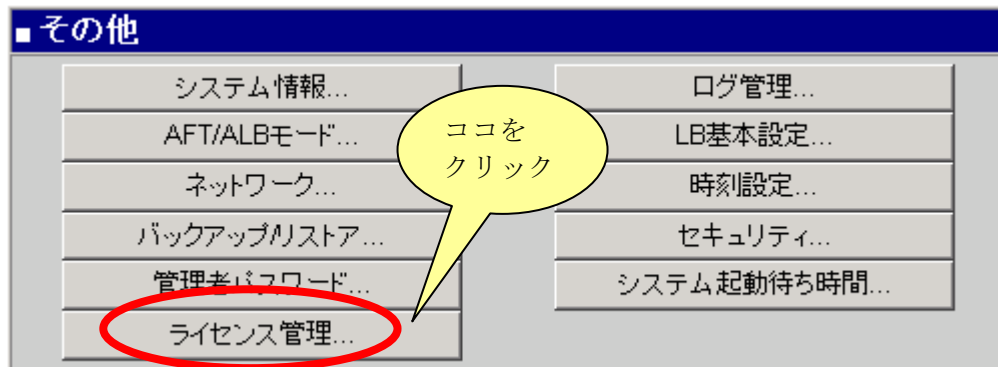 ■その他
システム情報...
AFT/ALBモード...
ネットワーク...
バックアップ/リストア...
管理者パスワード...
ライセンス管理...
ココを
クリック
ログ管理...
LB基本設定...
時刻設定...
セキュリティ...
システム起動待ち時間...